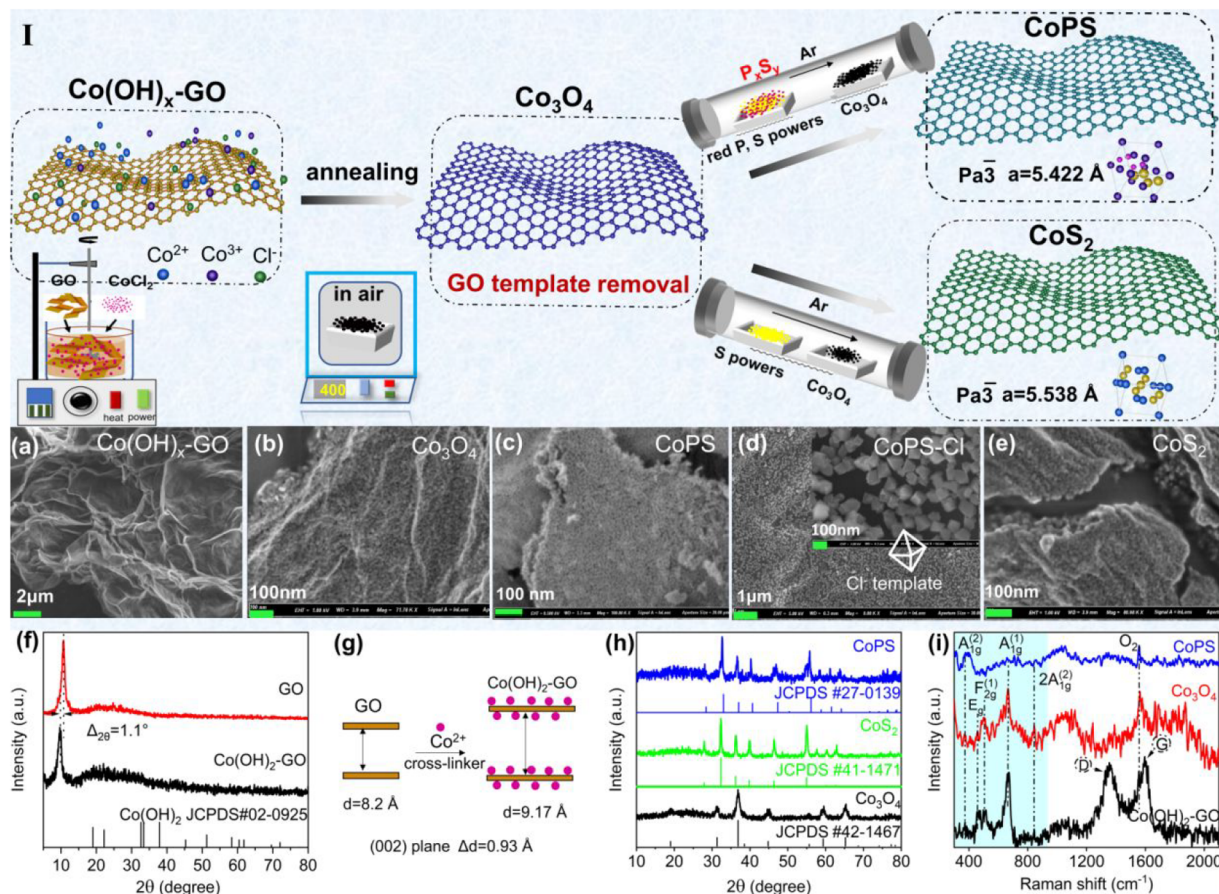 I
Co(OH)ₓ-GO
Co²⁺ Co³⁺ Cl⁻
GO CoCl₂
heat power
annealing
in air
400
Co₃O₄
GO template removal
PₓSᵧ
Ar
Co₃O₄
red P, S powers
Ar
S powers
Co₃O₄
CoPS
Pa3̅ a=5.422 Å
CoS₂
Pa3̅ a=5.538 Å
(a) Co(OH)ₓ-GO
2μm
(b) Co₃O₄
100nm
(c) CoPS
100 nm
(d) CoPS-Cl
100nm
Cl⁻ template
1μm
(e) CoS₂
100nm
(f)
GO
Δ₂θ=1.1°
Co(OH)₂-GO
Co(OH)₂ JCPDS#02-0925
Intensity (a.u.)
10 20 30 40 50 60 70 80
2θ (degree)
(g)
GO
Co²⁺
cross-linker
Co(OH)₂-GO
d=8.2 Å
d=9.17 Å
(002) plane Δd=0.93 Å
(h)
CoPS
JCPDS #27-0139
CoS₂
JCPDS #41-1471
Co₃O₄
JCPDS #42-1467
Intensity (a.u.)
10 20 30 40 50 60 70 80
2θ (degree)
(i)
A₁g⁽²⁾ A₁g⁽¹⁾ O₂ CoPS
F₂g⁽¹⁾ 2A₁g⁽²⁾ Co₃O₄
Eg
'D' 'G'
Co(OH)₂-GO
Intensity (a.u.)
400 800 1200 1600 2000
Raman shift (cm⁻¹)